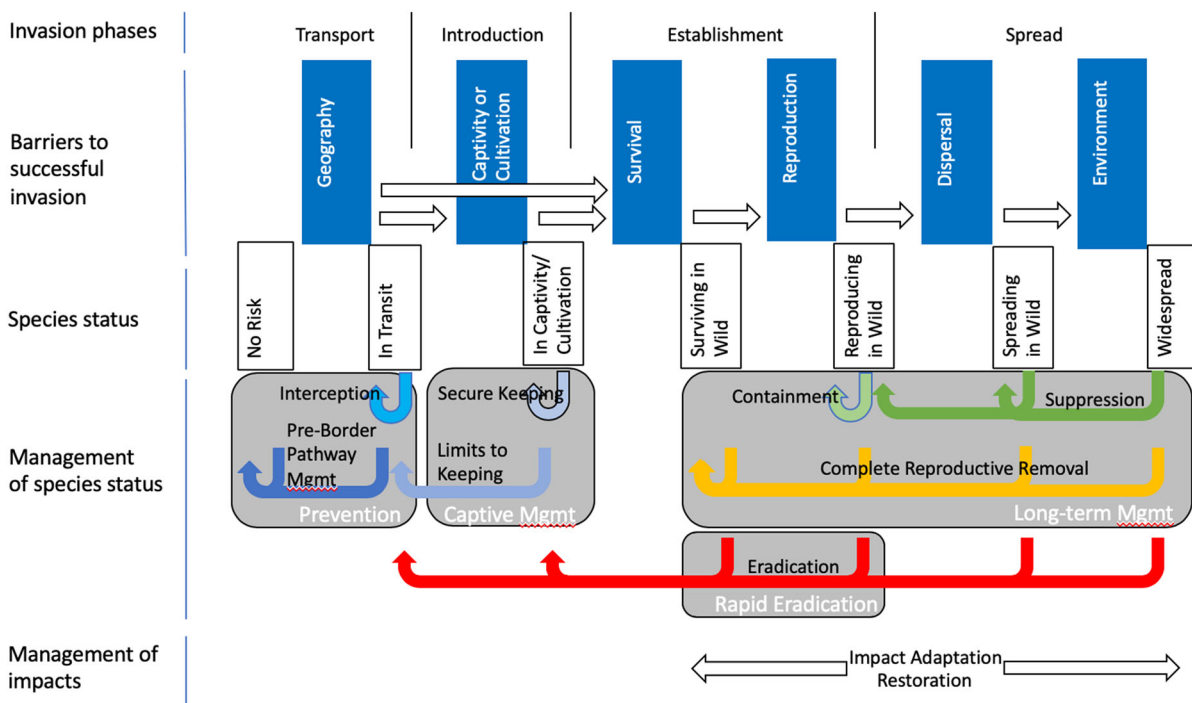 Invasion phases
Transport
Introduction
Establishment
Spread
Barriers to
successful
invasion
Geography
Captivity or
Cultivation
Survival
Reproduction
Dispersal
Environment
Species status
No Risk
In Transit
In Captivity/
Cultivation
Surviving in
Wild
Reproducing
in Wild
Spreading
in Wild
Widespread
Management
of species status
Interception
Pre-Border
Pathway
Mgmt
Prevention
Secure Keeping
Limits to
Keeping
Captive Mgmt
Containment
Suppression
Complete Reproductive Removal
Long-term Mgmt
Eradication
Rapid Eradication
Management of
impacts
Impact Adaptation
Restoration